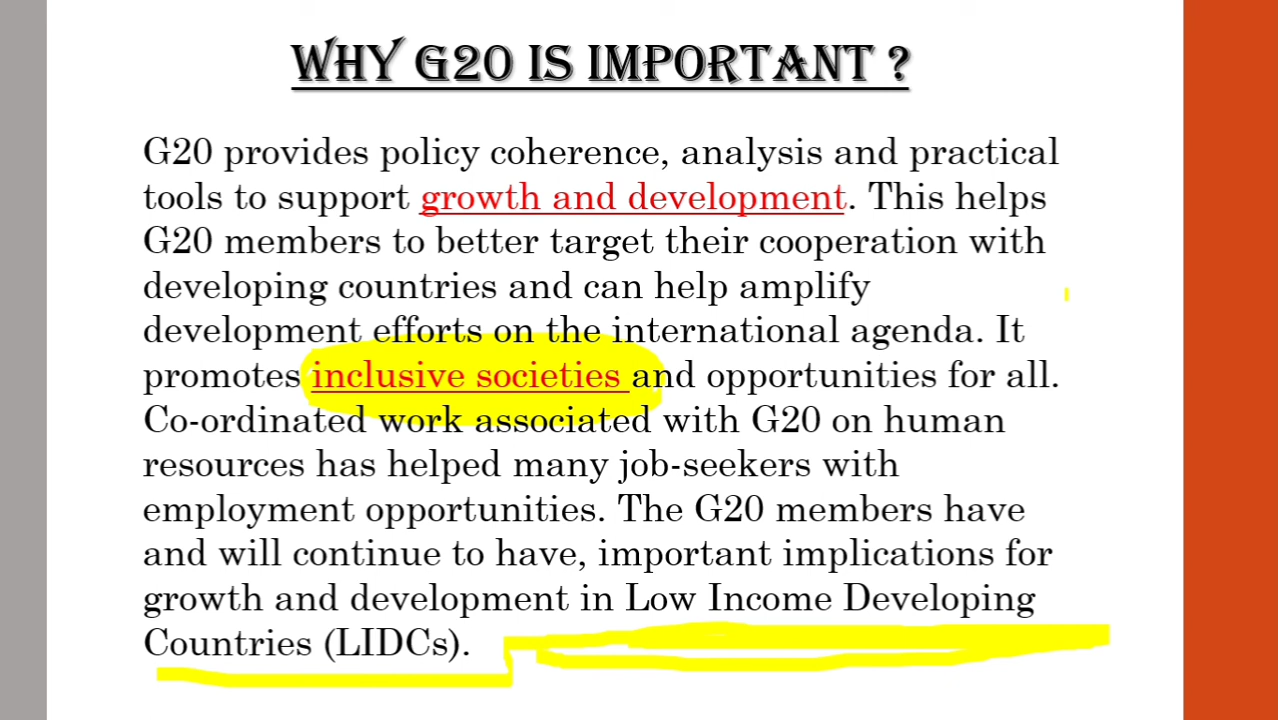 WHY G20 IS IMPORTANT ?
G20 provides policy coherence, analysis and practical
tools to support growth and development. This helps
G20 members to better target their cooperation with
developing countries and can help amplify
development efforts on the international agenda. It
promotes inclusive societies and opportunities for all.
Co-ordinated work associated with G20 on human
resources has helped many job-seekers with
employment opportunities. The G20 members have
and will continue to have, important implications for
growth and development in Low Income Developing
Countries (LIDCs).